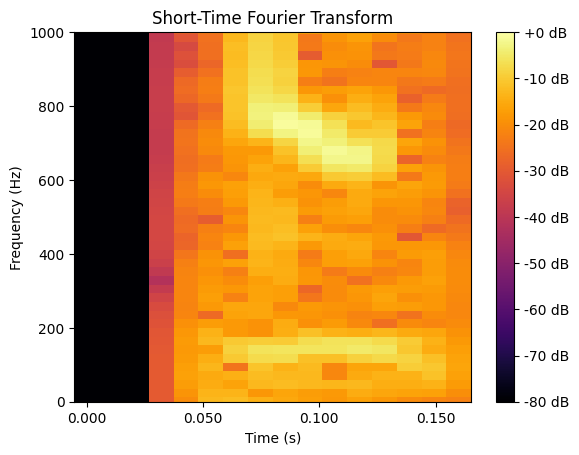 Short-Time Fourier Transform
1000
800
600
400
200
0
Frequency (Hz)
0.000
0.050
0.100
0.150
Time (s)
+0 dB
-10 dB
-20 dB
-30 dB
-40 dB
-50 dB
-60 dB
-70 dB
-80 dB